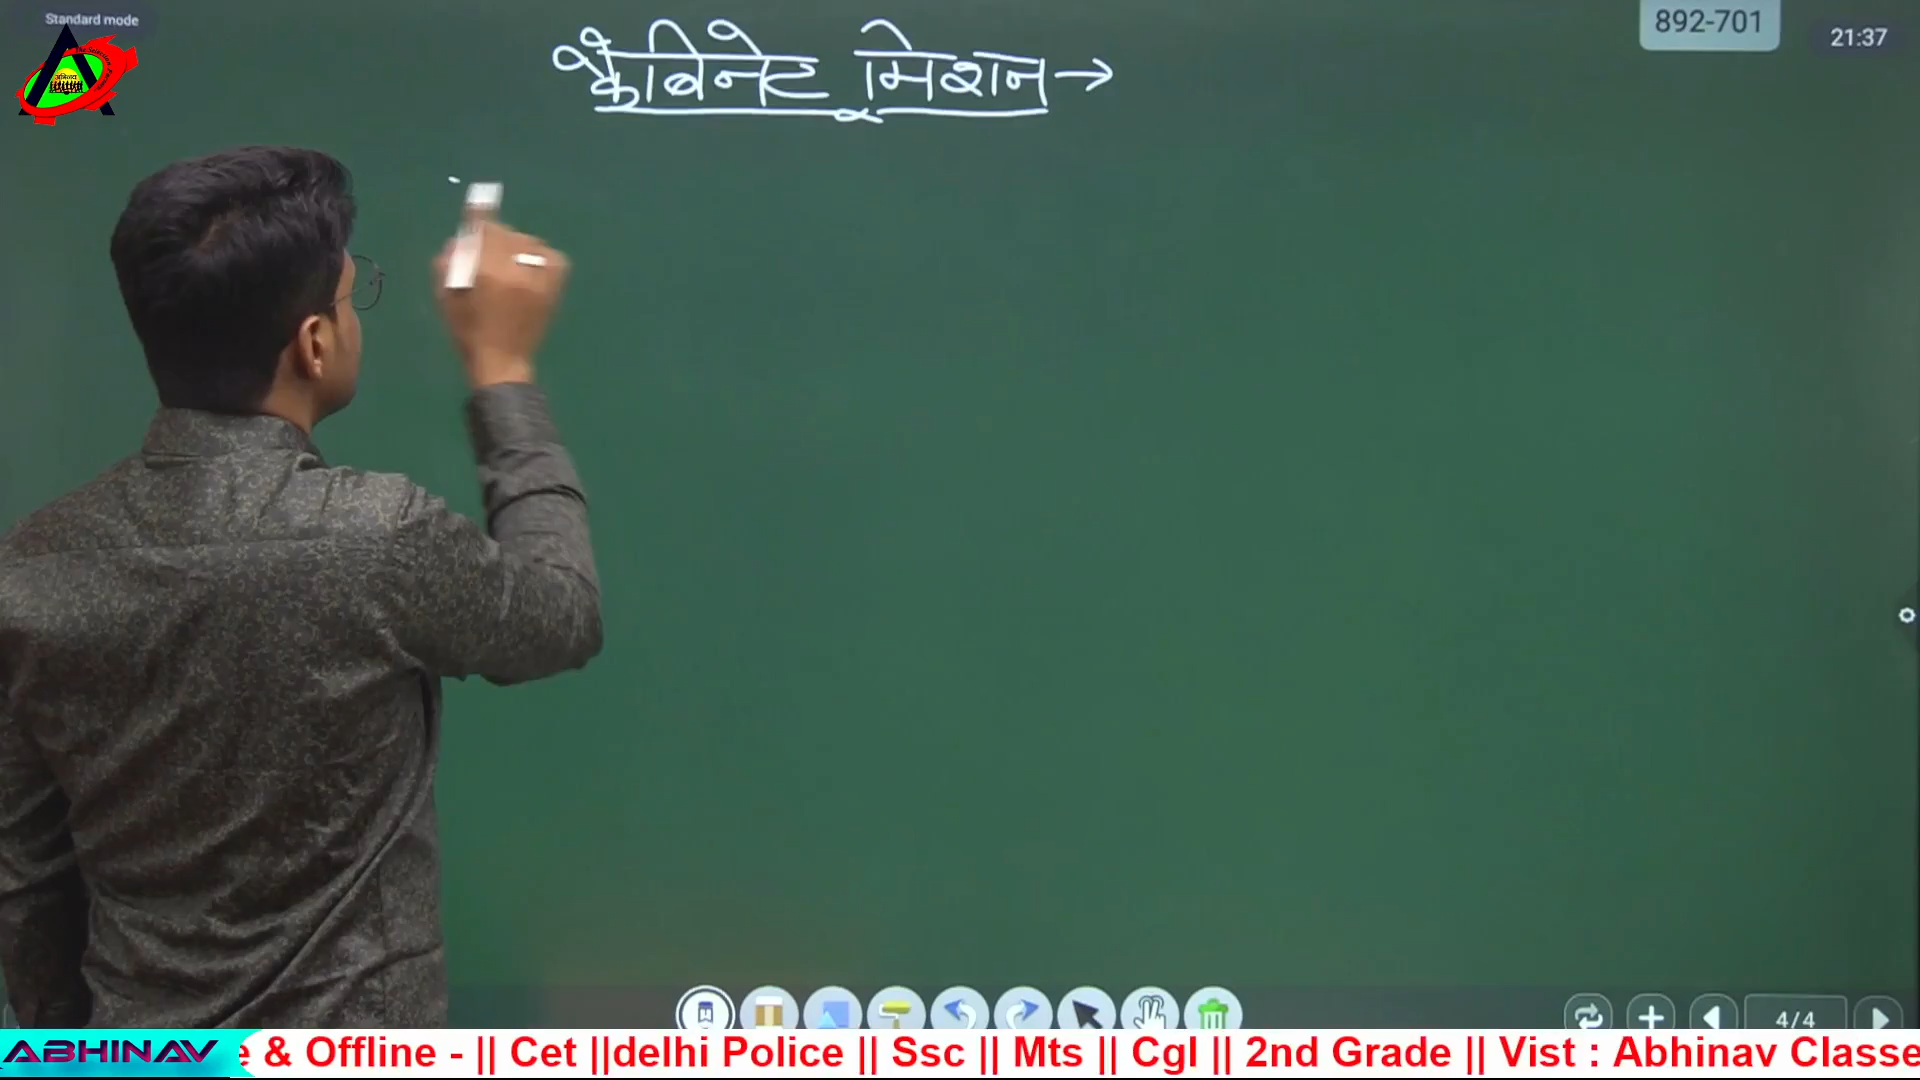 Standard mode
892-701
21:37
कैबिनेट मिशन →
4/4
ABHINAV
e & Offline - || Cet ||delhi Police || Ssc || Mts || Cgl || 2nd Grade || Vist : Abhinav Classe